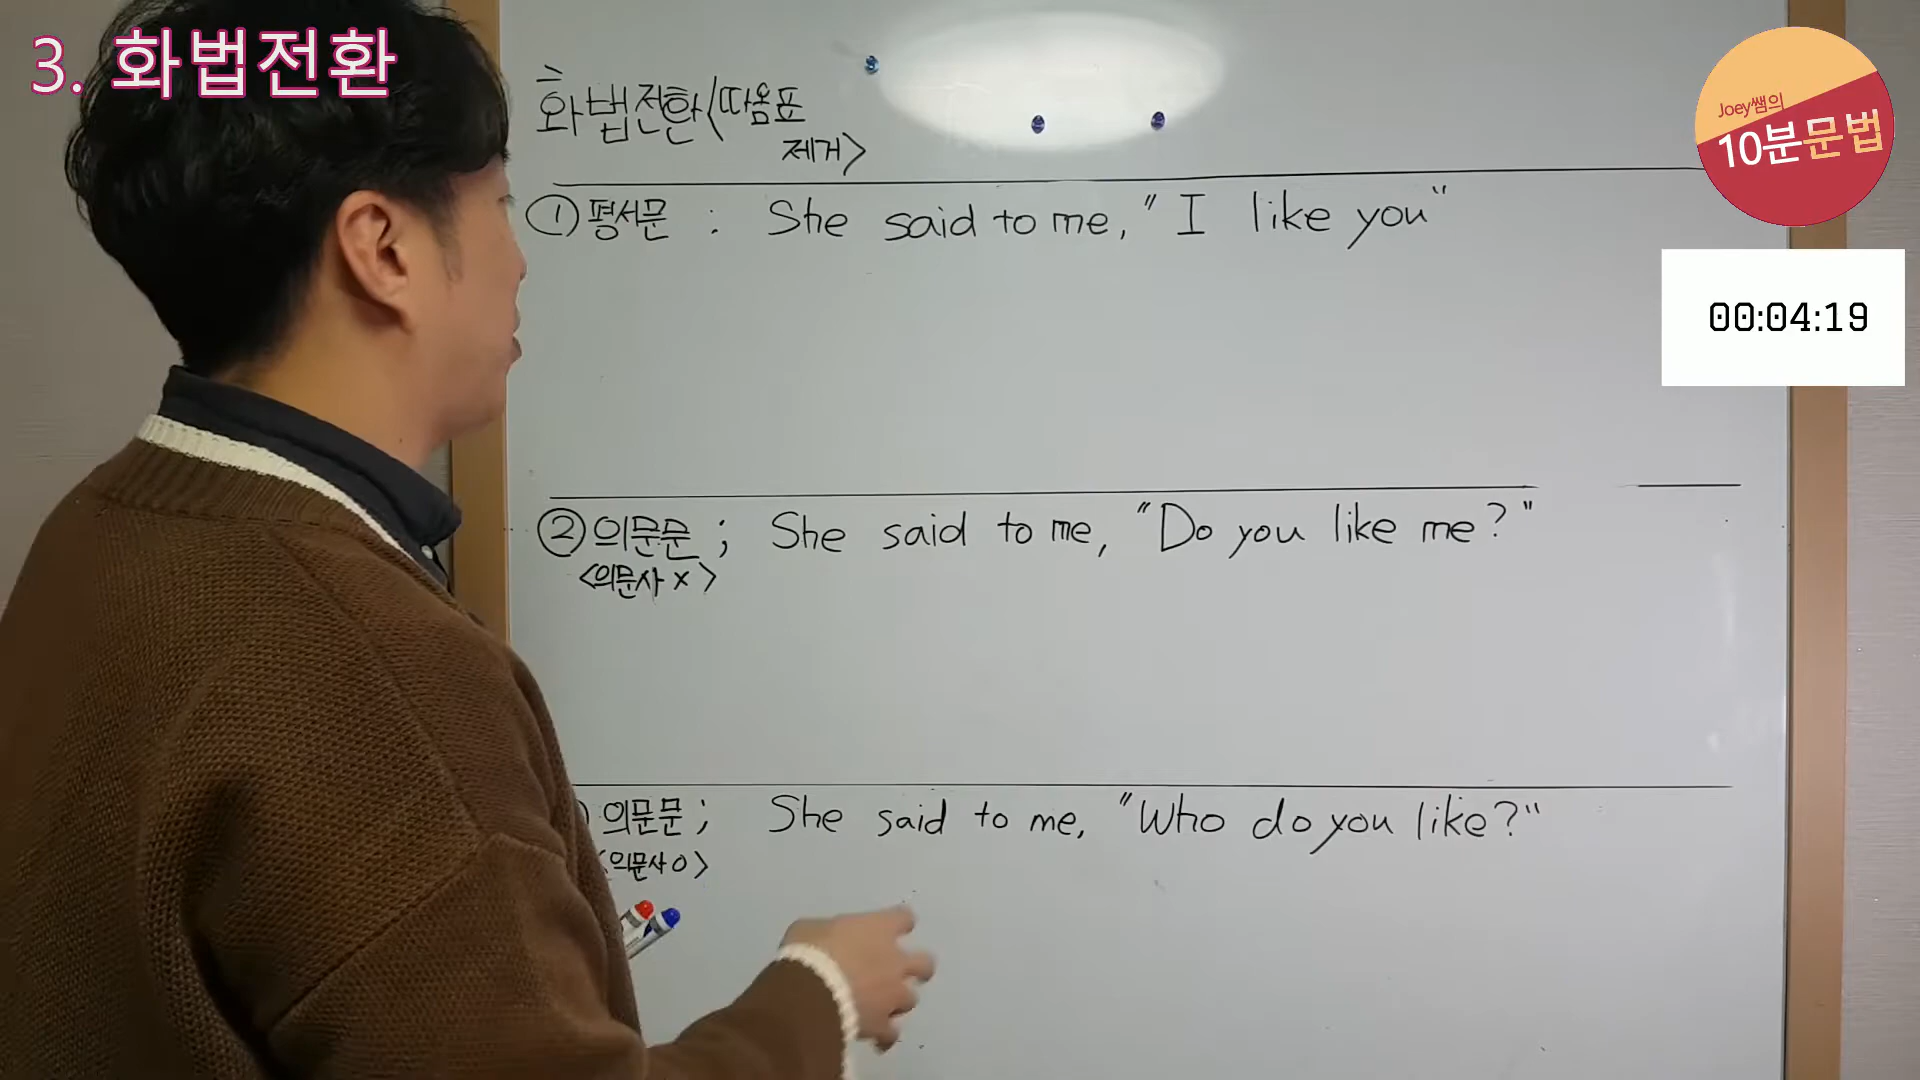 3. 화법전환
Joey쌤의
10분문법
00:04:19
화법전환<따옴표
제거>
① 평서문 : She said to me, "I like you"
② 의문문 ; She said to me, "Do you like me?"
<의문사 x>
의문문 ; She said to me, "Who do you like?"
<의문사 o>